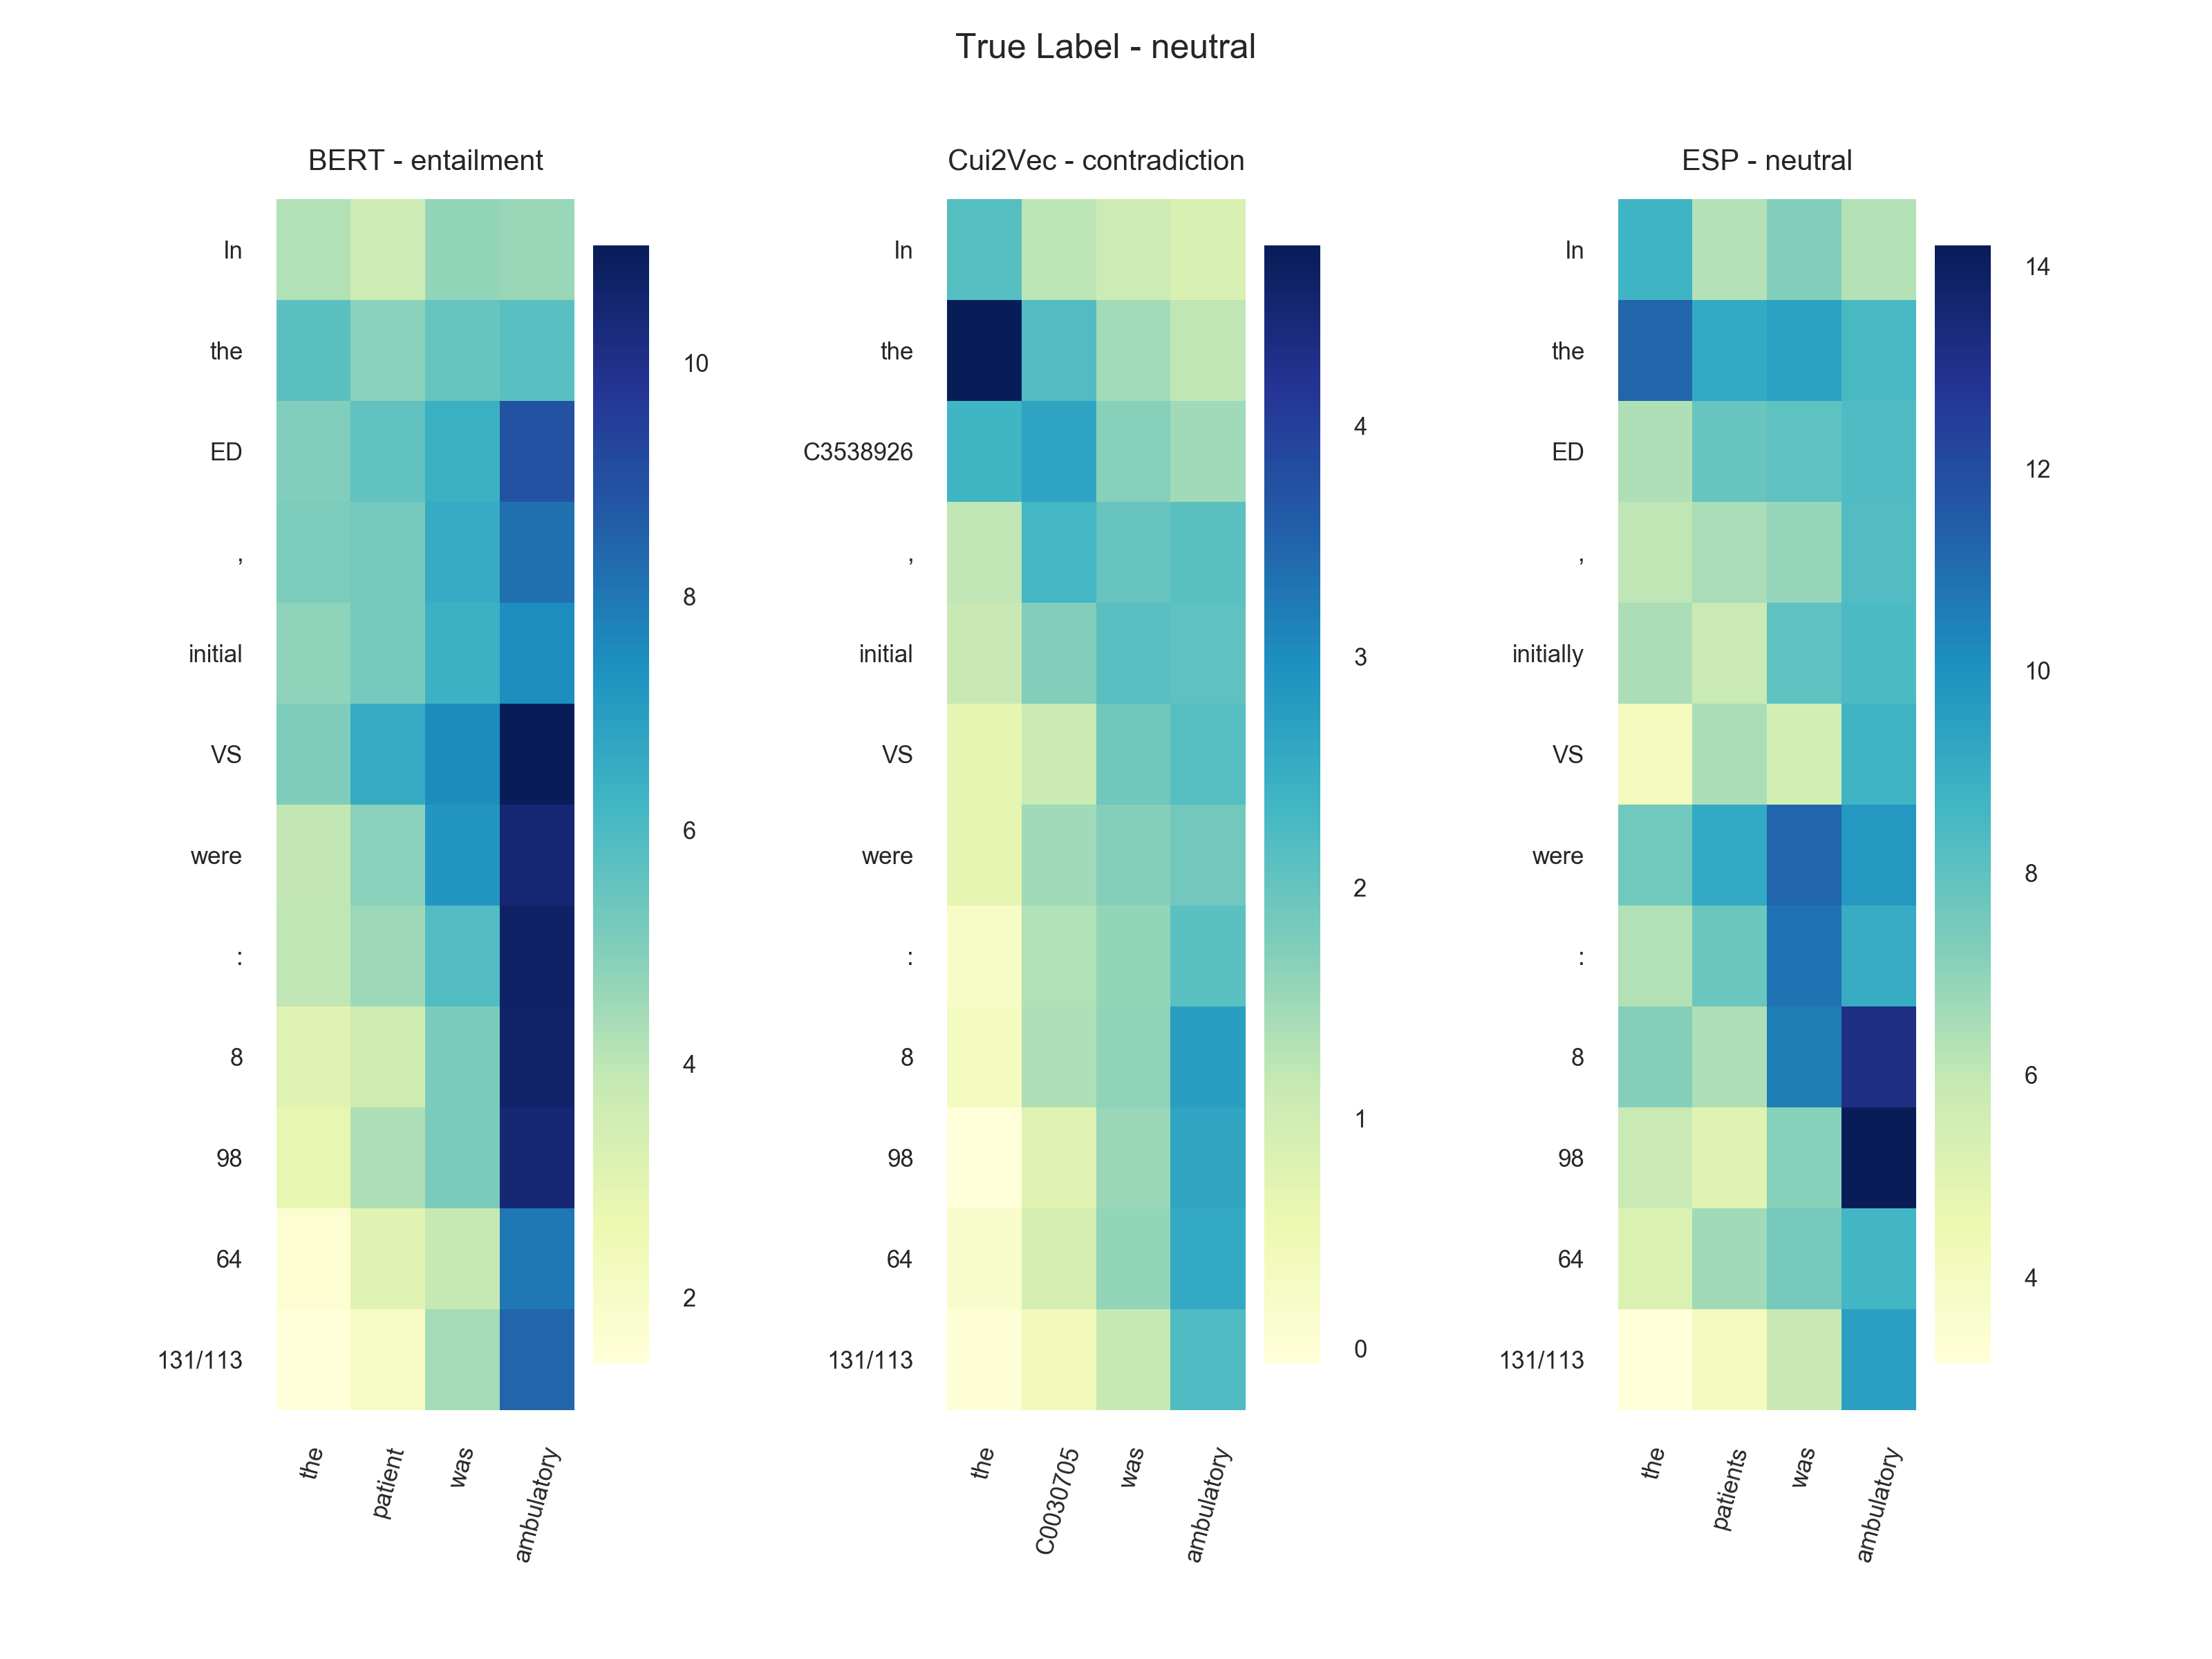 True Label - neutral
BERT - entailment
In
the
ED
,
initial
VS
were
:
8
98
64
131/113
the
patient
was
ambulatory
10
8
6
4
2
Cui2Vec - contradiction
In
the
C3538926
,
initial
VS
were
:
8
98
64
131/113
the
C0030705
was
ambulatory
4
3
2
1
0
ESP - neutral
In
the
ED
,
initially
VS
were
:
8
98
64
131/113
the
patients
was
ambulatory
14
12
10
8
6
4